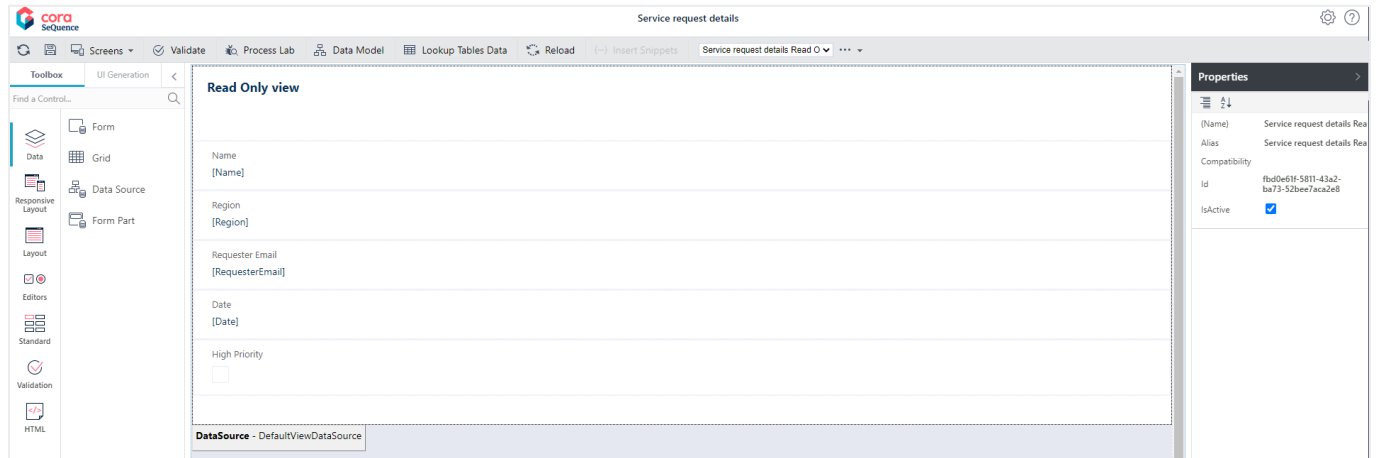 cora
SeQuence
Service request details
Screens
Validate
Process Lab
Data Model
Lookup Tables Data
Reload
Insert Snippets
Service request details Read O
Toolbox
UI Generation
Find a Control...
Data
Responsive
Layout
Layout
Editors
Standard
Validation
HTML
Form
Grid
Data Source
Form Part
Read Only view
Name
[Name]
Region
[Region]
Requester Email
[RequesterEmail]
Date
[Date]
High Priority
DataSource - DefaultViewDataSource
Properties
(Name) Service request details Rea
Alias Service request details Rea
Compatibility
Id fbd0e61f-5811-43a2-
ba73-52bee7aca2e8
IsActive